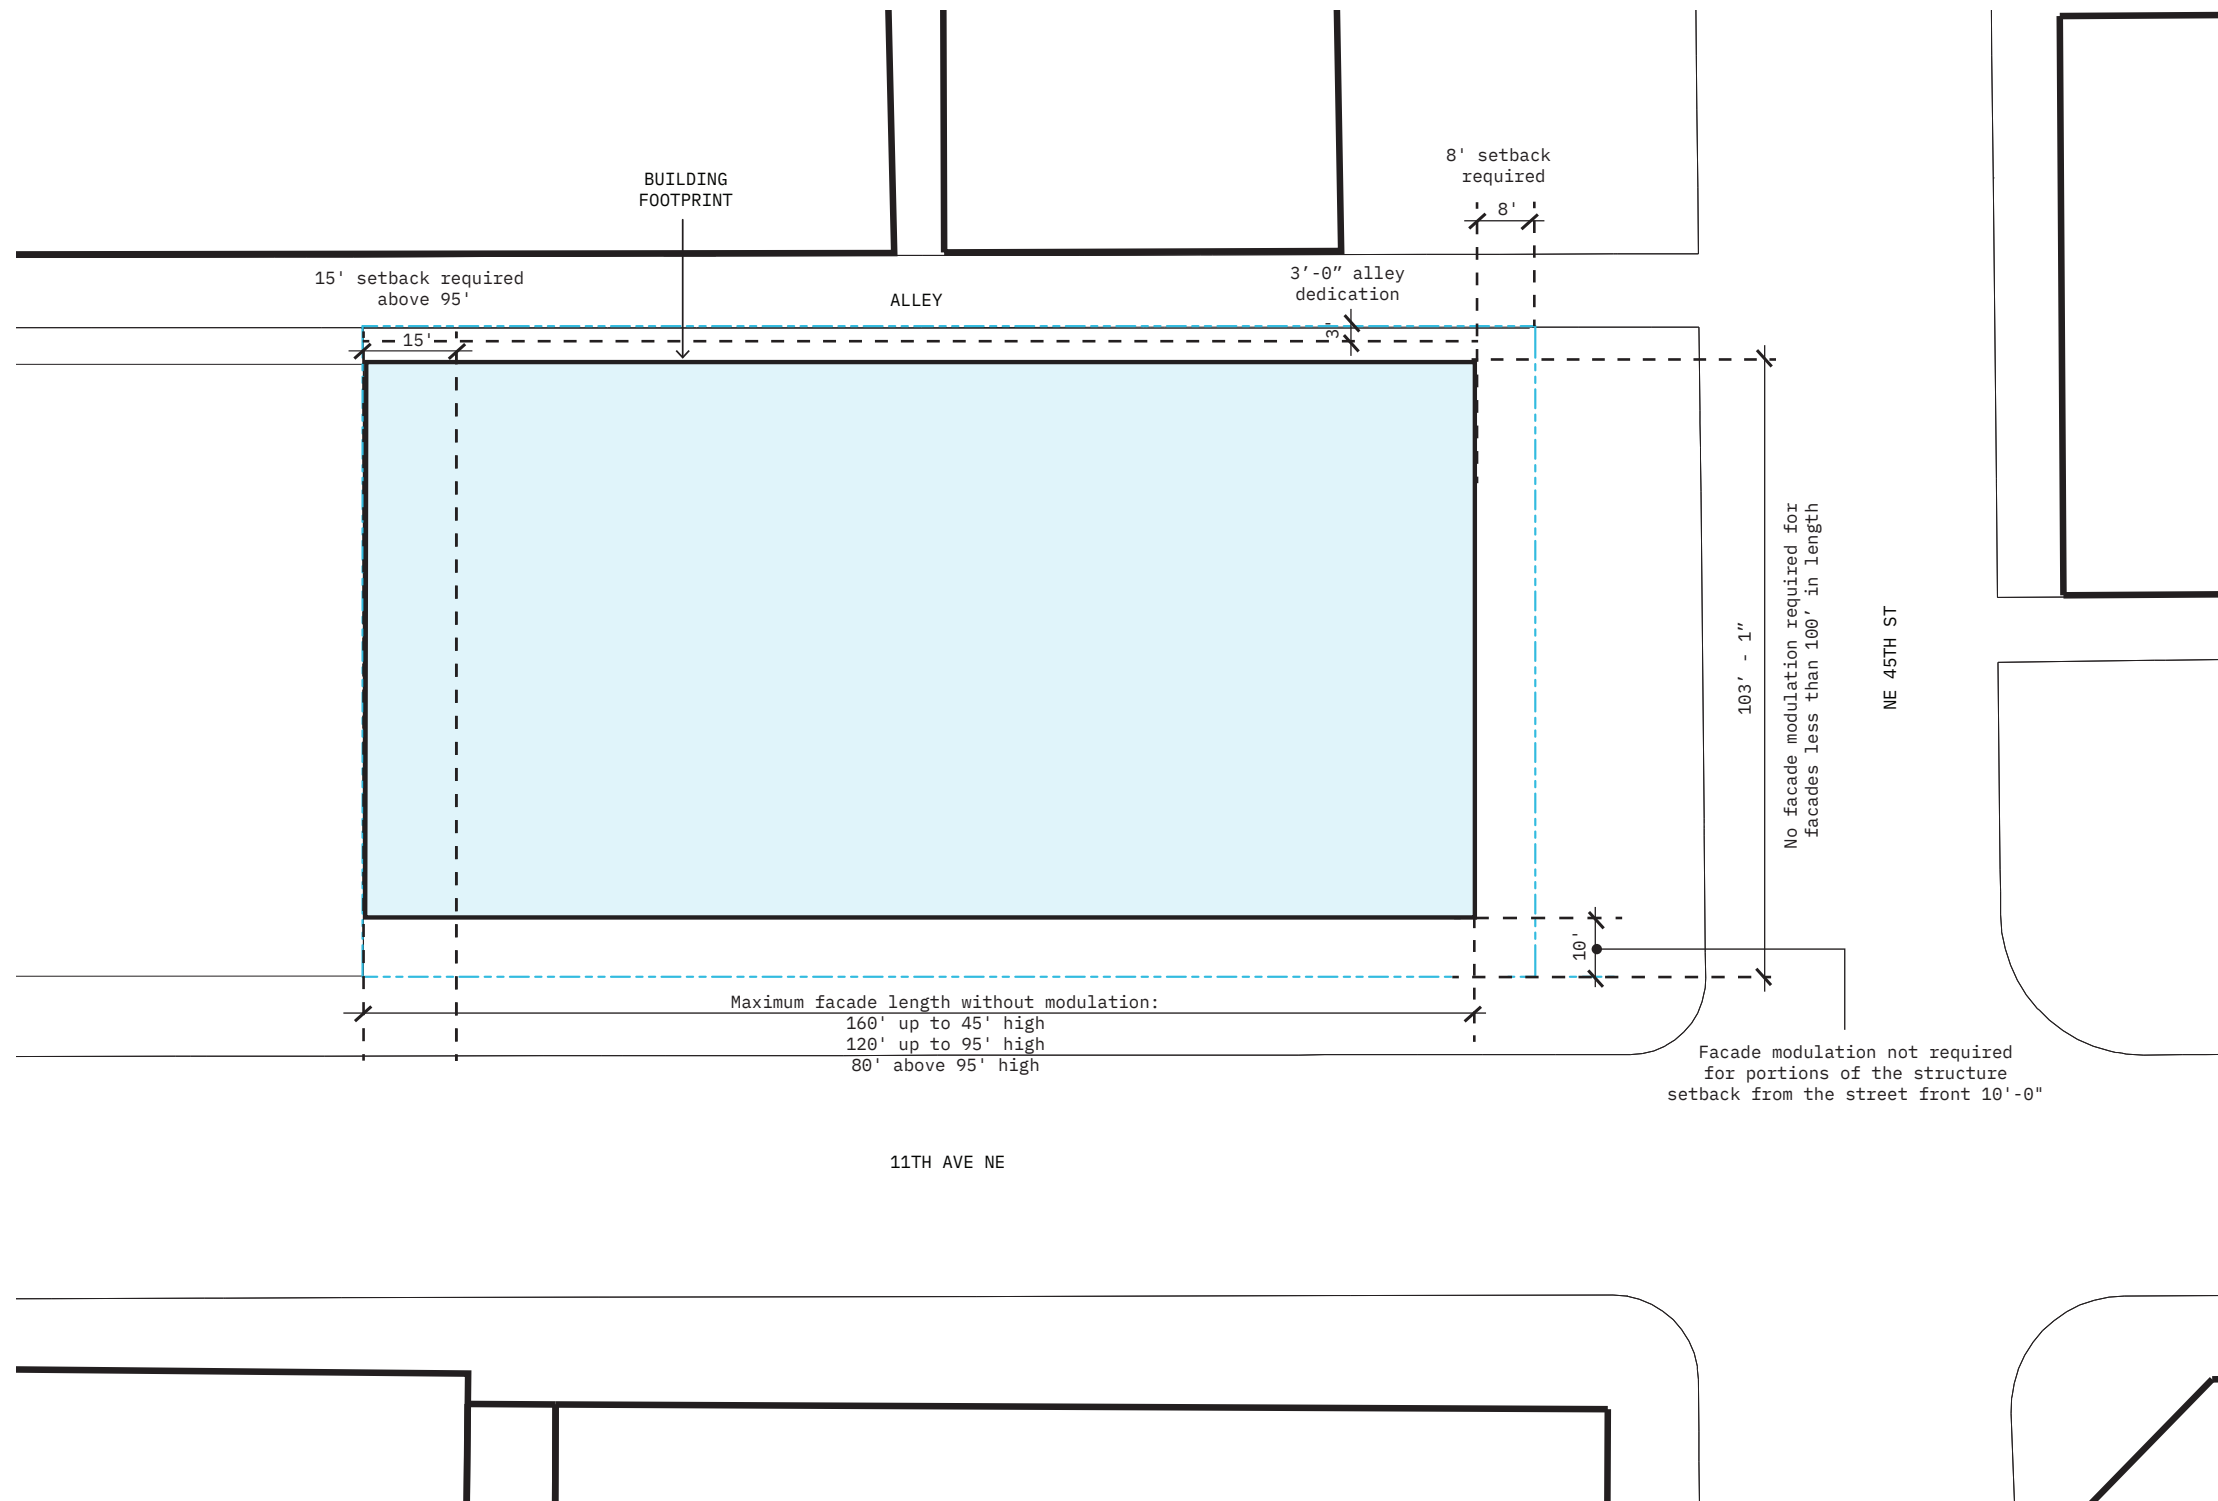 8' setback
required
BUILDING
FOOTPRINT
8'
15' setback required
above 95'
3’-0” alley
dedication
ALLEY
3'
15'
No facade modulation required for
facades less than 100’ in length
103’ - 1”
NE 45TH ST
10'
Maximum facade length without modulation:
160' up to 45' high
120' up to 95' high
80' above 95' high
Facade modulation not required
for portions of the structure
setback from the street front 10'-0"
11TH AVE NE